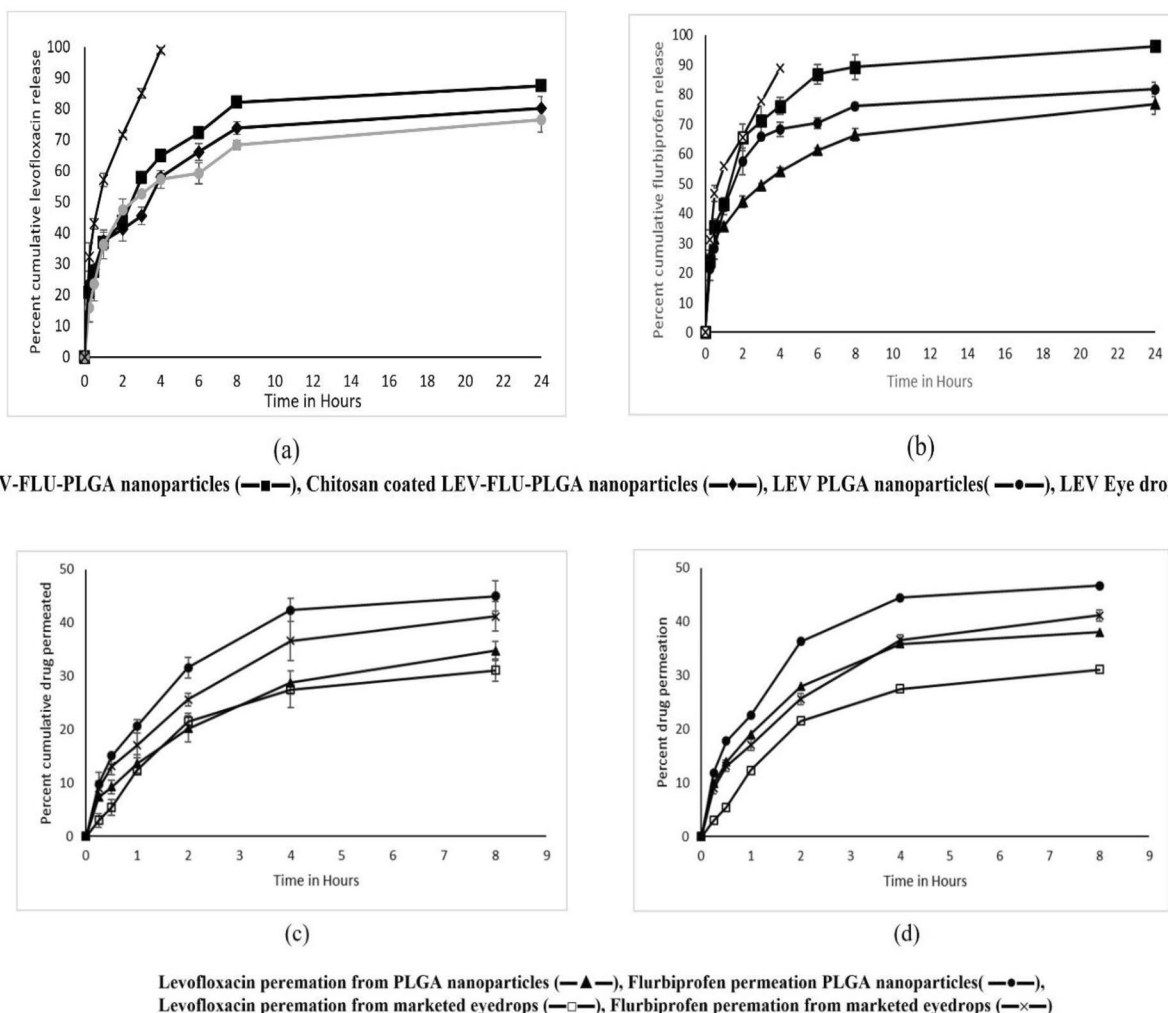 100
90
80
70
60
50
40
30
20
10
0
Percent cumulative levofloxacin release
0 2 4 6 8 10 12 14 16 18 20 22 24
Time in Hours
(a)
100
90
80
70
60
50
40
30
20
10
0
Percent cumulative flurbiprofen release
0 2 4 6 8 10 12 14 16 18 20 22 24
Time in Hours
(b)
V-FLU-PLGA nanoparticles (—■—), Chitosan coated LEV-FLU-PLGA nanoparticles (—◆—), LEV PLGA nanoparticles( —●—), LEV Eye dro
50
40
30
20
10
0
Percent cumulative drug permeated
0 1 2 3 4 5 6 7 8 9
Time in Hours
(c)
50
40
30
20
10
0
Percent drug permeation
0 1 2 3 4 5 6 7 8 9
Time in Hours
(d)
Levofloxacin peremation from PLGA nanoparticles (—▲—), Flurbiprofen permeation PLGA nanoparticles( —●—),
Levofloxacin peremation from marketed eyedrops (—□—), Flurbiprofen peremation from marketed eyedrops (—×—)